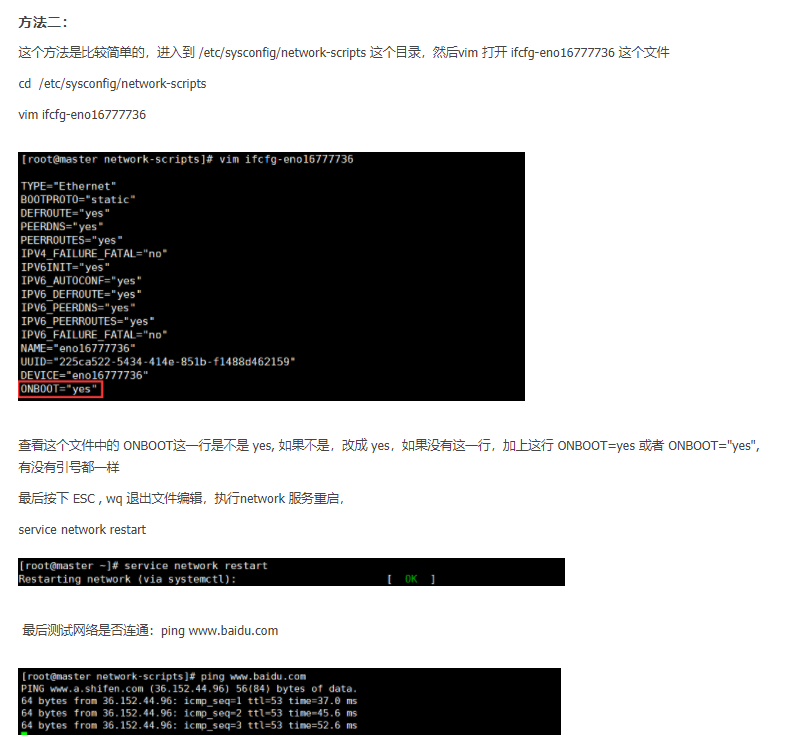 方法二：
这个方法是比较简单的，进入到 /etc/sysconfig/network-scripts 这个目录，然后vim 打开 ifcfg-eno16777736 这个文件
cd  /etc/sysconfig/network-scripts
vim ifcfg-eno16777736
[root@master network-scripts]# vim ifcfg-eno16777736
TYPE="Ethernet"
BOOTPROTO="static"
DEFROUTE="yes"
PEERDNS="yes"
PEERROUTES="yes"
IPV4_FAILURE_FATAL="no"
IPV6INIT="yes"
IPV6_AUTOCONF="yes"
IPV6_DEFROUTE="yes"
IPV6_PEERDNS="yes"
IPV6_PEERROUTES="yes"
IPV6_FAILURE_FATAL="no"
NAME="eno16777736"
UUID="225ca522-5434-414e-851b-f1488d462159"
DEVICE="eno16777736"
ONBOOT="yes"
查看这个文件中的 ONBOOT这一行是不是 yes, 如果不是，改成 yes，如果没有这一行，加上这行 ONBOOT=yes 或者 ONBOOT="yes",
有没有引号都一样
最后按下 ESC , wq 退出文件编辑，执行network 服务重启，
service network restart
[root@master ~]# service network restart
Restarting network (via systemctl):                        [  OK  ]
最后测试网络是否连通：ping www.baidu.com
[root@master network-scripts]# ping www.baidu.com
PING www.a.shifen.com (36.152.44.96) 56(84) bytes of data.
64 bytes from 36.152.44.96: icmp_seq=1 ttl=53 time=37.0 ms
64 bytes from 36.152.44.96: icmp_seq=2 ttl=53 time=45.6 ms
64 bytes from 36.152.44.96: icmp_seq=3 ttl=53 time=52.6 ms